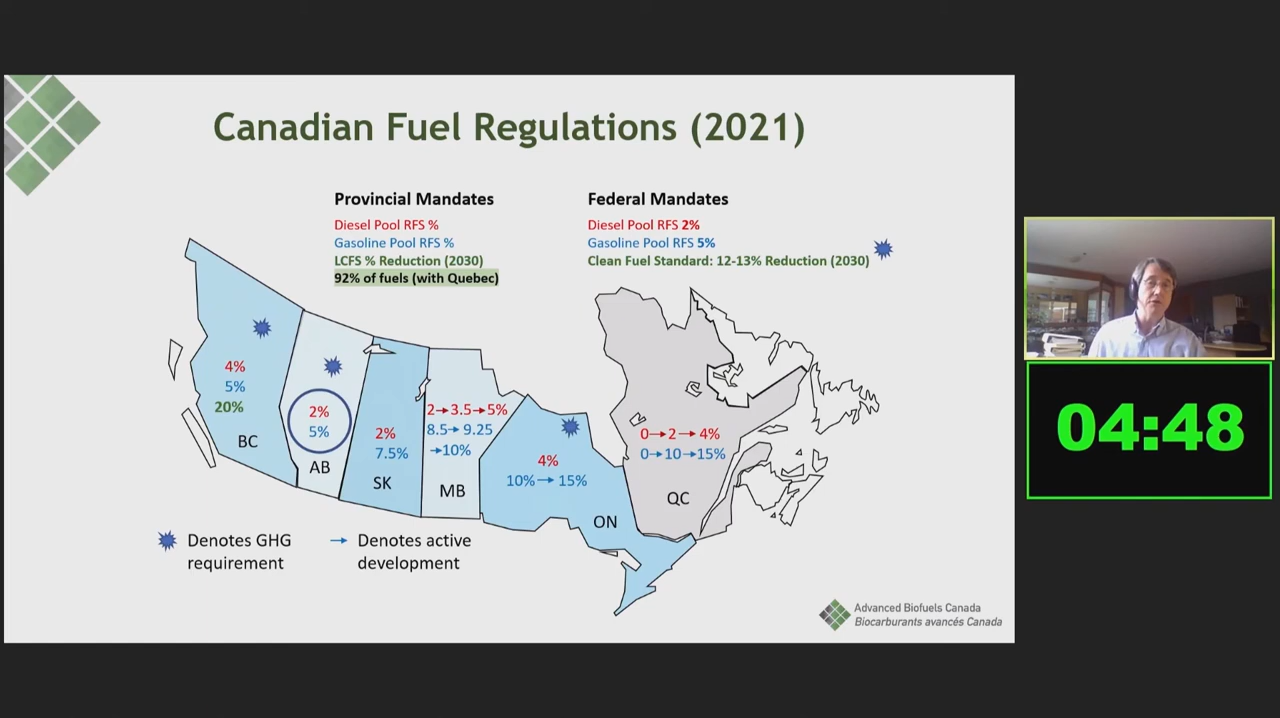 Canadian Fuel Regulations (2021)
Provincial Mandates
Diesel Pool RFS %
Gasoline Pool RFS %
LCFS % Reduction (2030)
92% of fuels (with Quebec)
Federal Mandates
Diesel Pool RFS 2%
Gasoline Pool RFS 5%
Clean Fuel Standard: 12-13% Reduction (2030)
4%
5%
20%
BC
2%
5%
AB
2%
7.5%
SK
2→3.5→5%
8.5→ 9.25
→10%
MB
4%
10%→ 15%
ON
0→2→ 4%
0→10→15%
QC
Denotes GHG
requirement
→ Denotes active
development
Advanced Biofuels Canada
Biocarburants avancés Canada
04:48